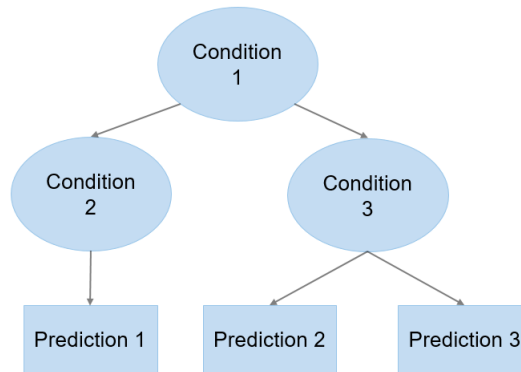 Condition
1
Condition
2
Condition
3
Prediction 1
Prediction 2
Prediction 3